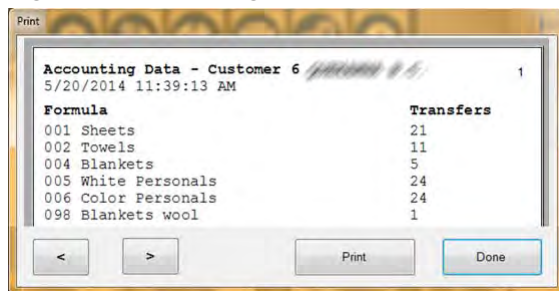 Print
Accounting Data - Customer 6
1
5/20/2014 11:39:13 AM
Formula Transfers
001 Sheets 21
002 Towels 11
004 Blankets 5
005 White Personals 24
006 Color Personals 24
098 Blankets wool 1
< > Print Done